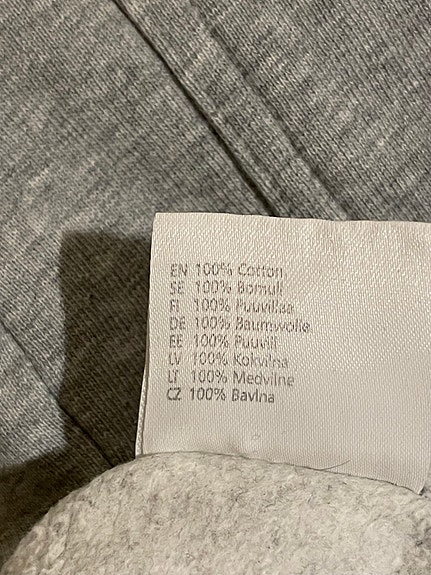 EN 100% Cotton
SE 100% Bomull
FI 100% Puuvillaa
DE 100% Baumwolle
EE 100% Puuvill
LV 100% Kokvilna
LT 100% Medvilne
CZ 100% Bavlna